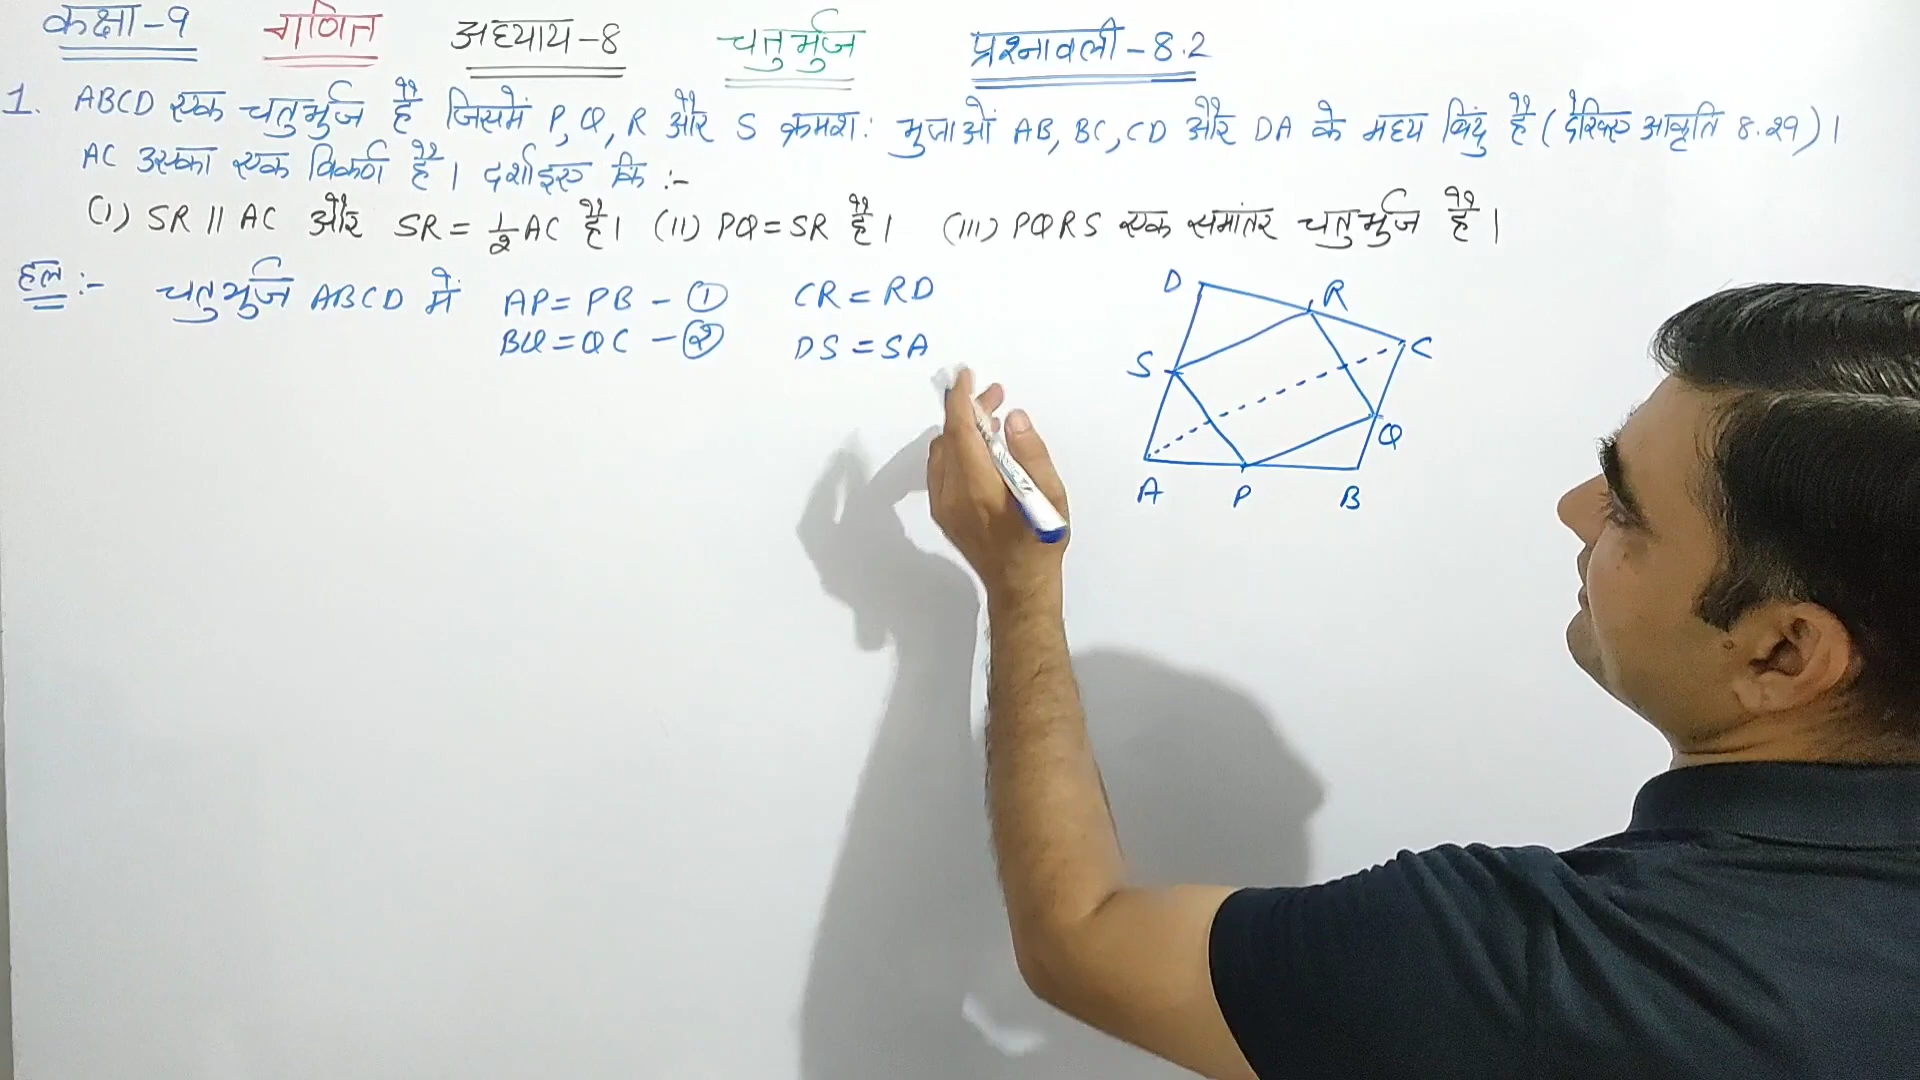 कक्षा-9 गणित अध्याय-8 चतुर्भुज प्रश्नावली-8.2
1. ABCD एक चतुर्भुज है जिसमें P, Q, R और S क्रमश: भुजाओं AB, BC, CD और DA के मध्य बिंदु है (देखिए आकृति 8.29)।
AC उसका एक विकर्ण है। दर्शाइए कि :-
(i) SR || AC और SR = 1/2 AC है। (ii) PQ = SR है। (iii) PQRS एक समांतर चतुर्भुज है।
हल :- चतुर्भुज ABCD में AP = PB - ① CR = RD
BQ = QC - ② DS = SA
D R
S C
Q
A P B